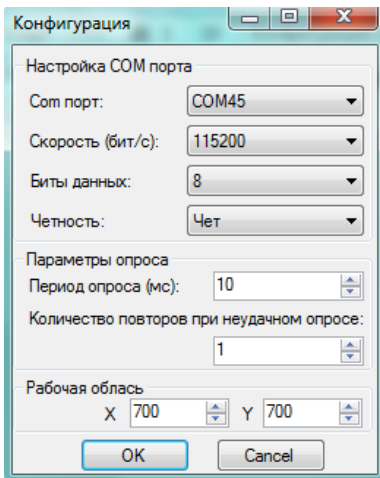 Конфигурация
Настройка COM порта
Com порт: COM45
Скорость (бит/с): 115200
Биты данных: 8
Четность: Чет
Параметры опроса
Период опроса (мс): 10
Количество повторов при неудачном опросе:
1
Рабочая обласЬ
X 700 Y 700
OK Cancel